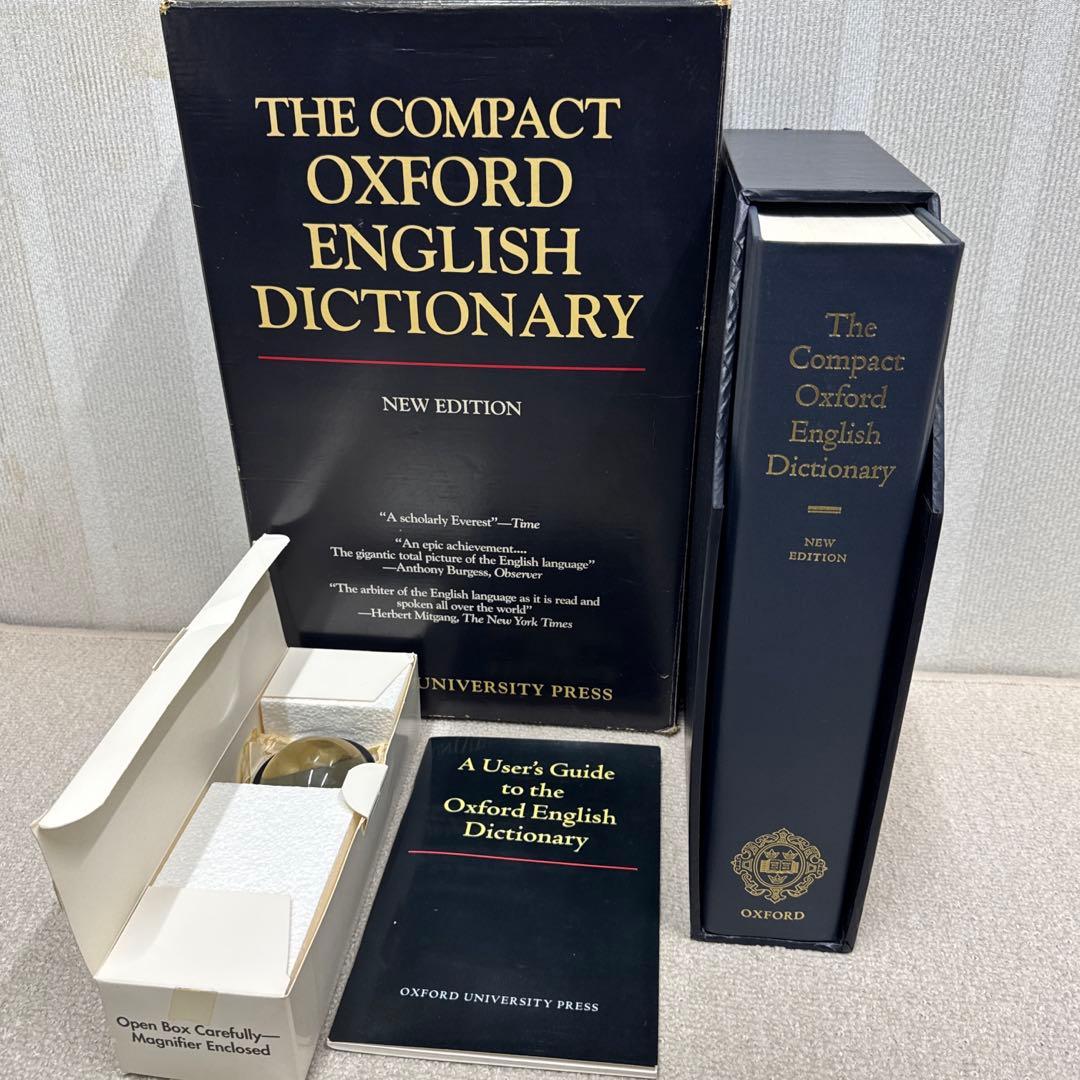 THE COMPACT
OXFORD
ENGLISH
DICTIONARY
NEW EDITION
“A scholarly Everest”—Time
“An epic achievement....
The gigantic total picture of the English language”
—Anthony Burgess, Observer
“The arbiter of the English language as it is read and
spoken all over the world”
—Herbert Mitgang, The New York Times
UNIVERSITY PRESS
The
Compact
Oxford
English
Dictionary
NEW
EDITION
OXFORD
A User's Guide
to the
Oxford English
Dictionary
OXFORD UNIVERSITY PRESS
Open Box Carefully—
Magnifier Enclosed